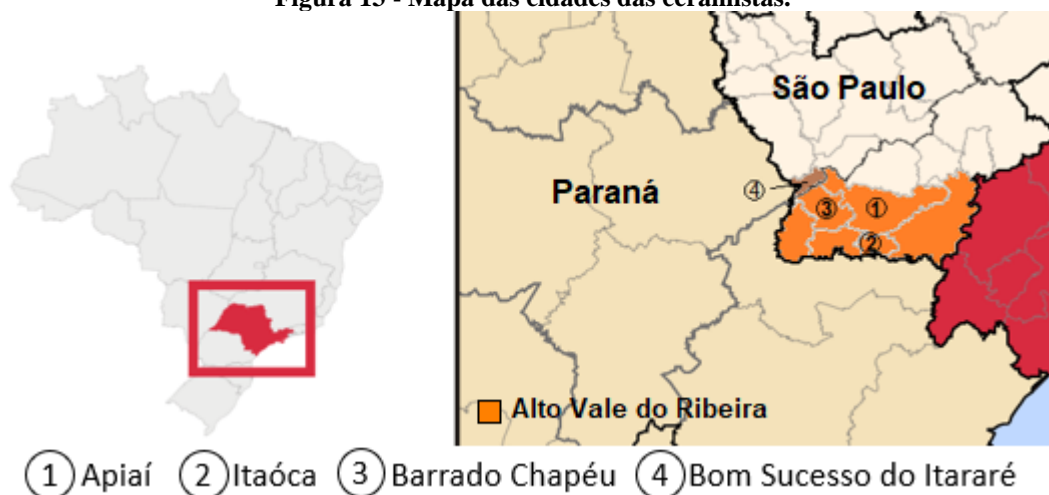 Figura 15 - Mapa das cidades das ceramistas.
São Paulo
Paraná
④
③
①
②
Alto Vale do Ribeira
① Apiaí ② Itaóca ③ Barrado Chapéu ④ Bom Sucesso do Itararé